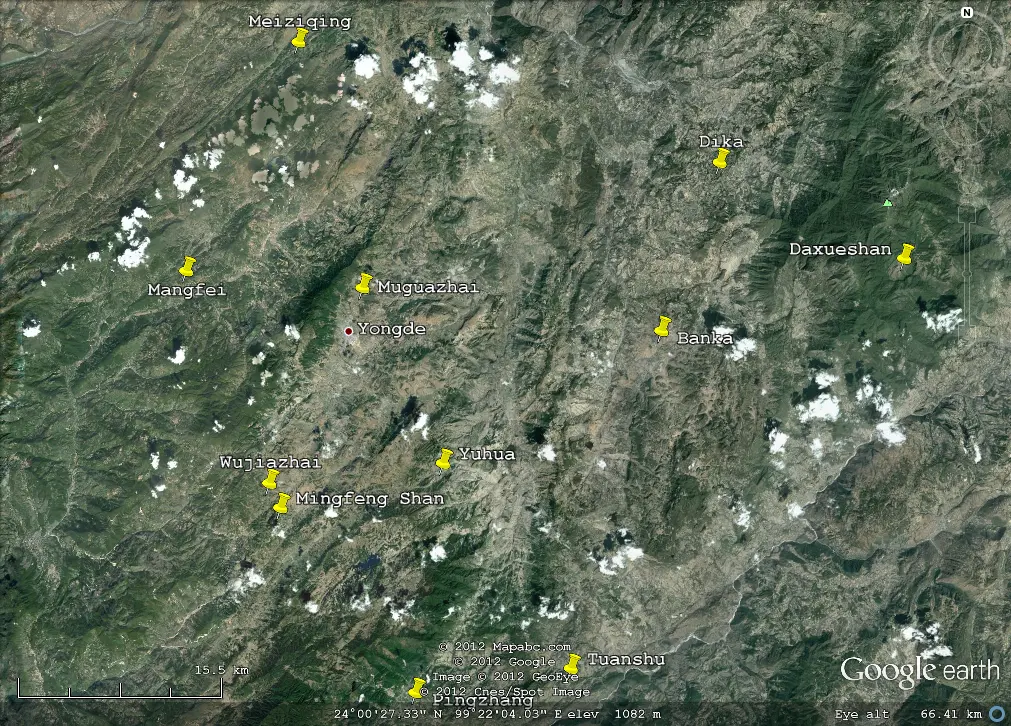 Meiziqing
N
Dika
Daxueshan
Mangfei
Muguazhai
Yongde
Banka
Yuhua
Wujiazhai
Mingfeng Shan
© 2012 Mapabc.com
© 2012 Google
Tuanshu
Image © 2012 GeoEye
© 2012 Cnes/Spot Image
Google earth
15.5 km
Pingzhang
24°00'27.33" N 99°22'04.03" E elev 1082 m
Eye alt 66.41 km